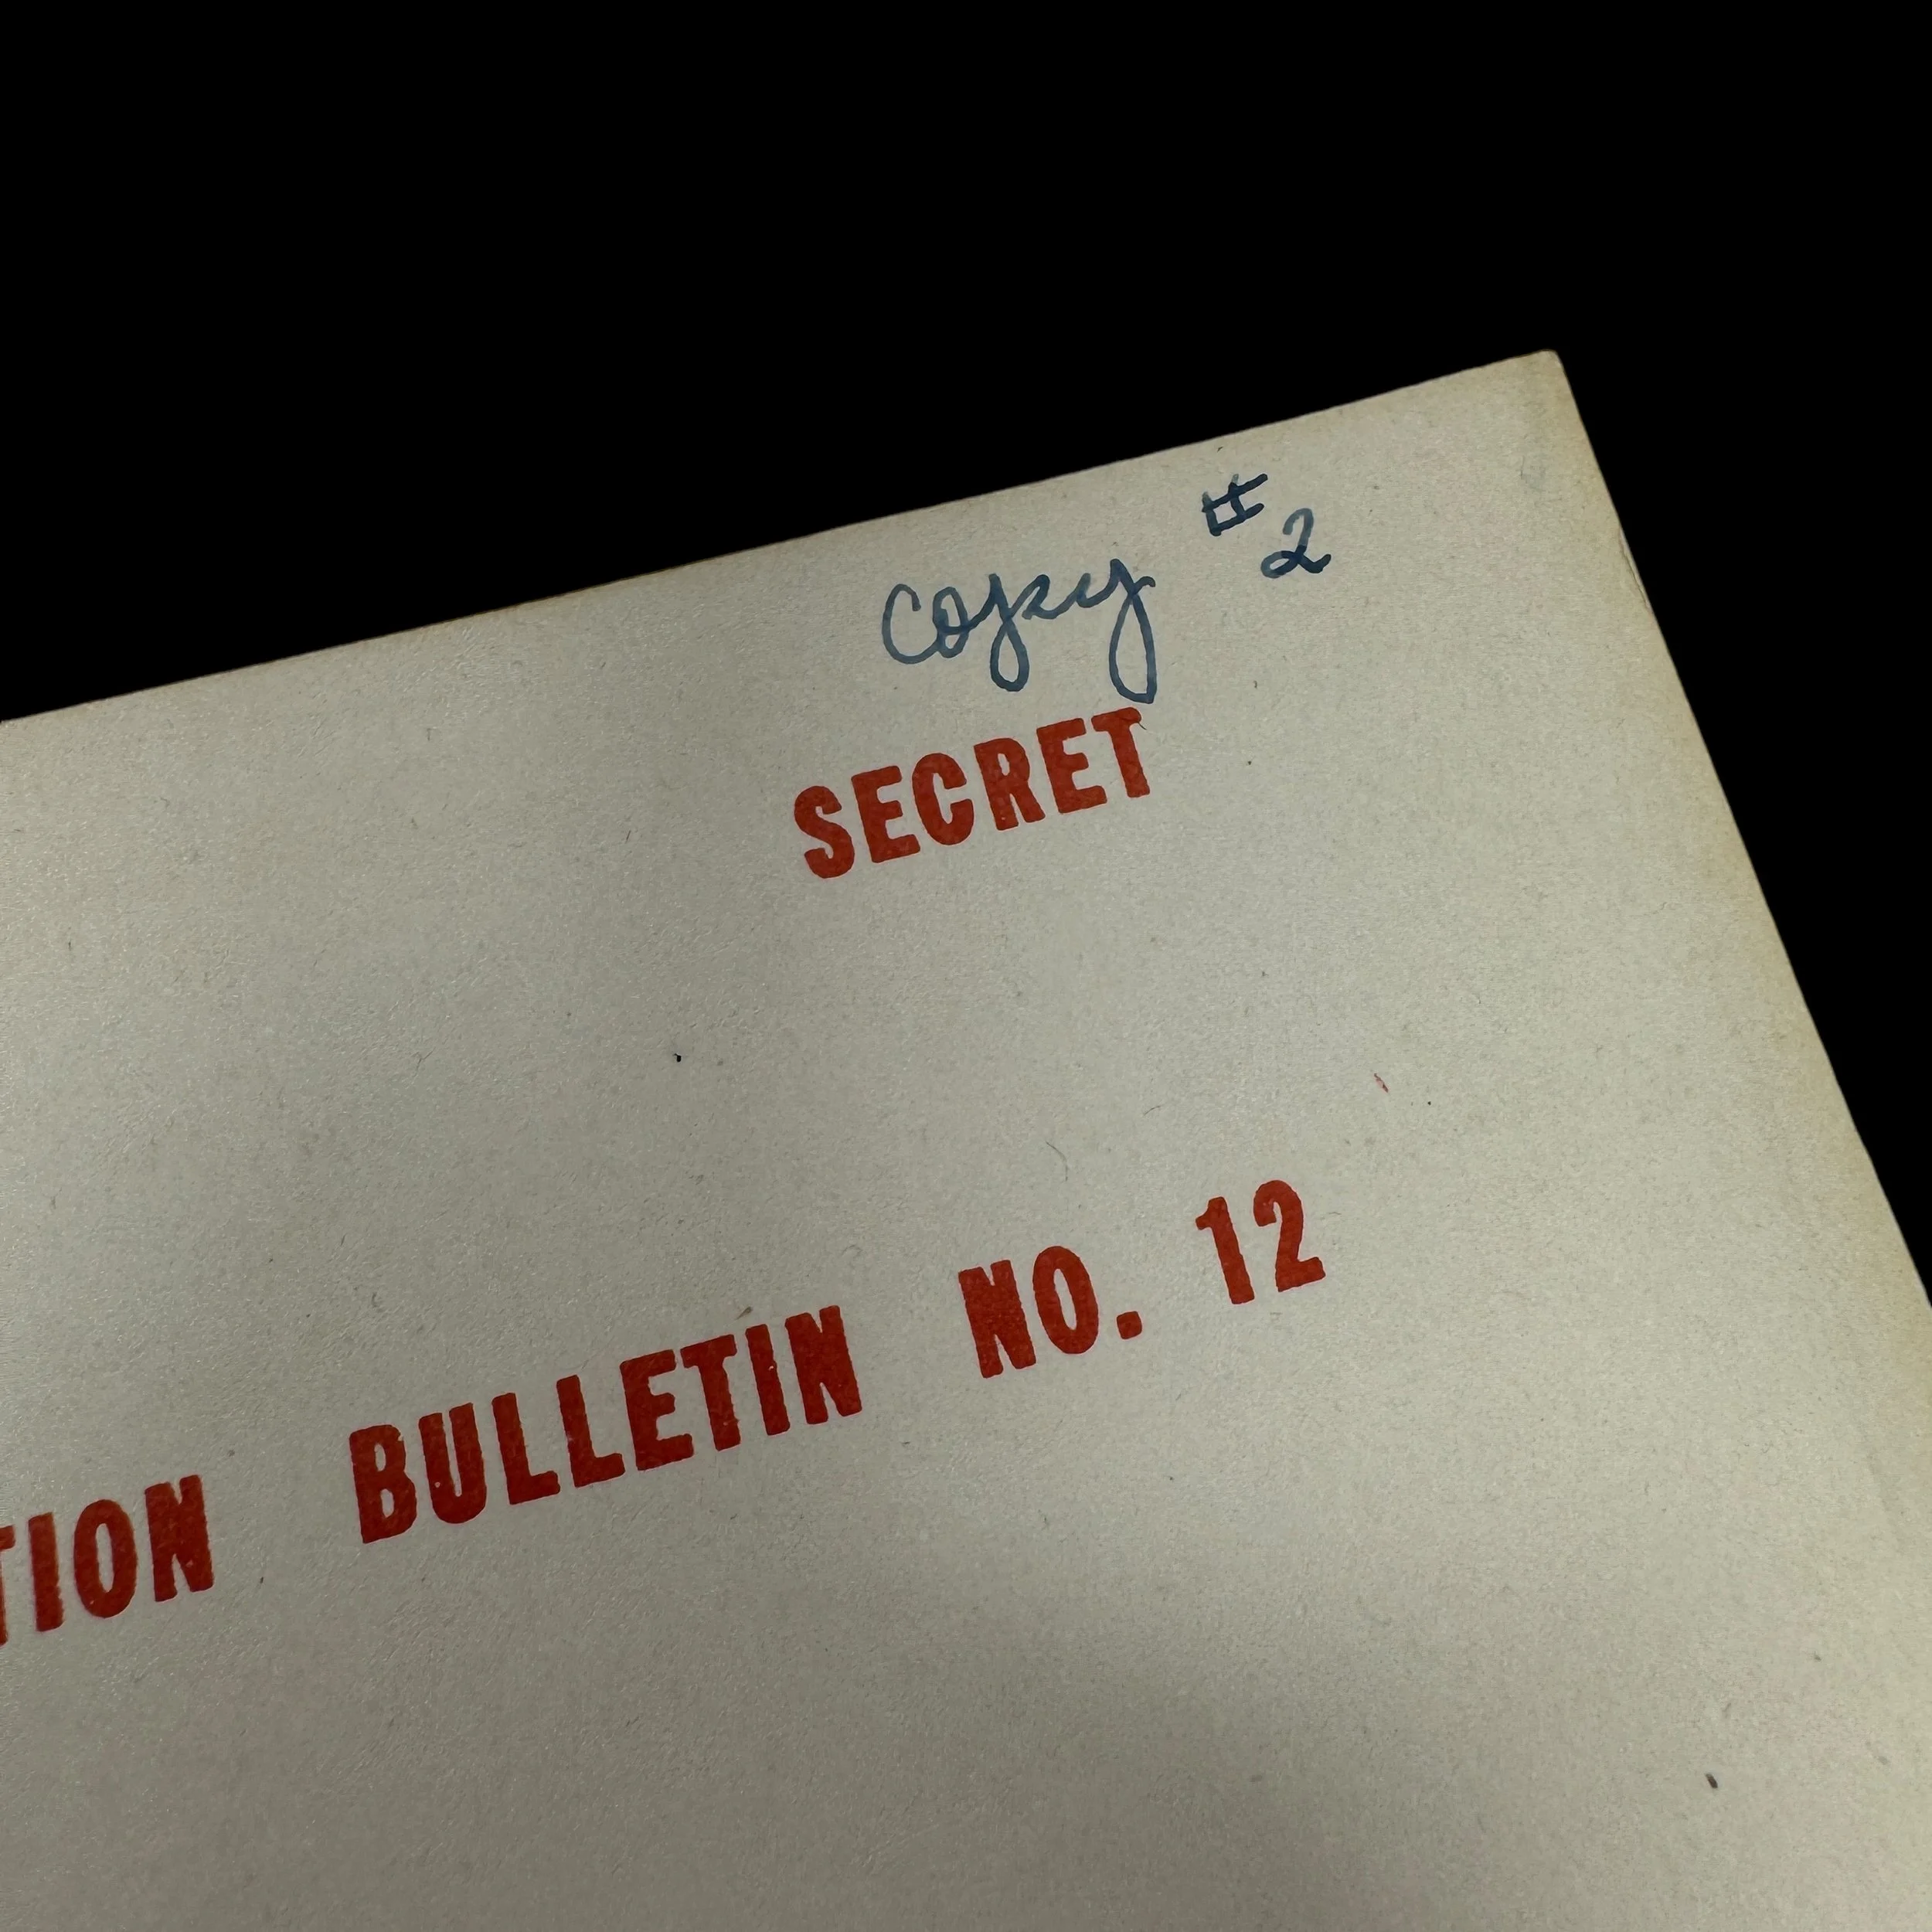 copy #2
SECRET
TION BULLETIN NO. 12